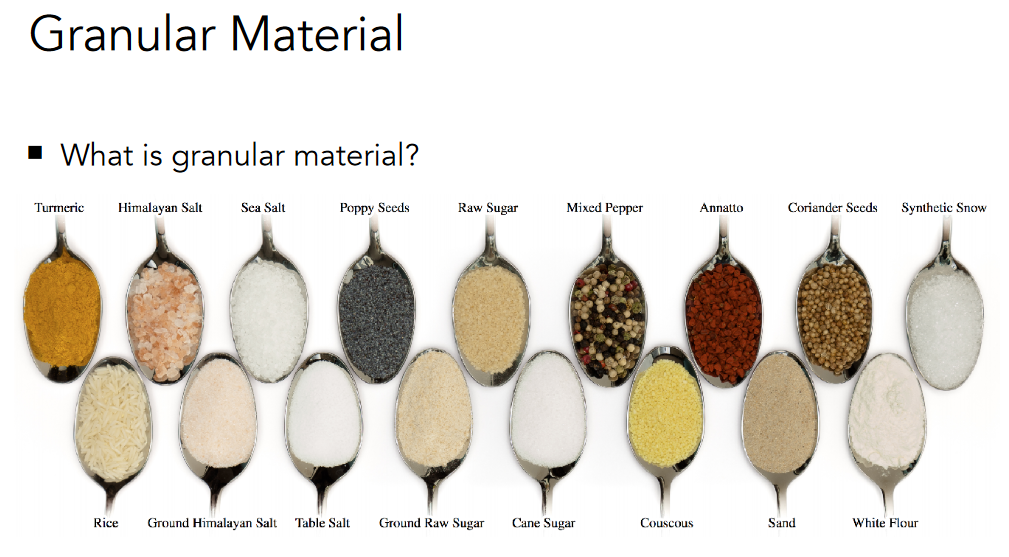 Granular Material
■ What is granular material?
Turmeric Himalayan Salt Sea Salt Poppy Seeds Raw Sugar Mixed Pepper Annatto Coriander Seeds Synthetic Snow
Rice Ground Himalayan Salt Table Salt Ground Raw Sugar Cane Sugar Couscous Sand White Flour